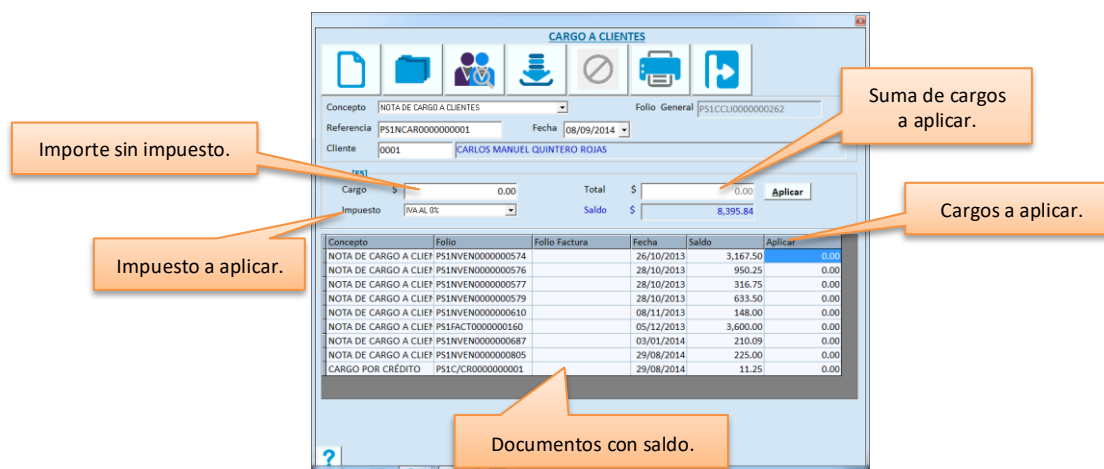 CARGO A CLIENTES
Concepto NOTA DE CARGO A CLIENTES Folio General PS1CCLI0000000262
Referencia PS1NCAR0000000001 Fecha 08/09/2014
Cliente 0001 CARLOS MANUEL QUINTERO ROJAS
[F5]
Cargo $ 0.00 Total $ 0.00 Aplicar
Impuesto IVA AL 0% Saldo $ 8,395.84
Concepto Folio Folio Factura Fecha Saldo Aplicar
NOTA DE CARGO A CLIEN PS1NVEN0000000574 26/10/2013 3,167.50 0.00
NOTA DE CARGO A CLIEN PS1NVEN0000000576 28/10/2013 950.25 0.00
NOTA DE CARGO A CLIEN PS1NVEN0000000577 28/10/2013 316.75 0.00
NOTA DE CARGO A CLIEN PS1NVEN0000000579 28/10/2013 633.50 0.00
NOTA DE CARGO A CLIEN PS1NVEN0000000610 08/11/2013 148.00 0.00
NOTA DE CARGO A CLIEN PS1FACT0000000160 05/12/2013 3,600.00 0.00
NOTA DE CARGO A CLIEN PS1NVEN0000000687 03/01/2014 210.09 0.00
NOTA DE CARGO A CLIEN PS1NVEN0000000805 29/08/2014 225.00 0.00
CARGO POR CRÉDITO PS1C/CR0000000001 29/08/2014 11.25 0.00
?
Importe sin impuesto.
Impuesto a aplicar.
Suma de cargos
a aplicar.
Cargos a aplicar.
Documentos con saldo.